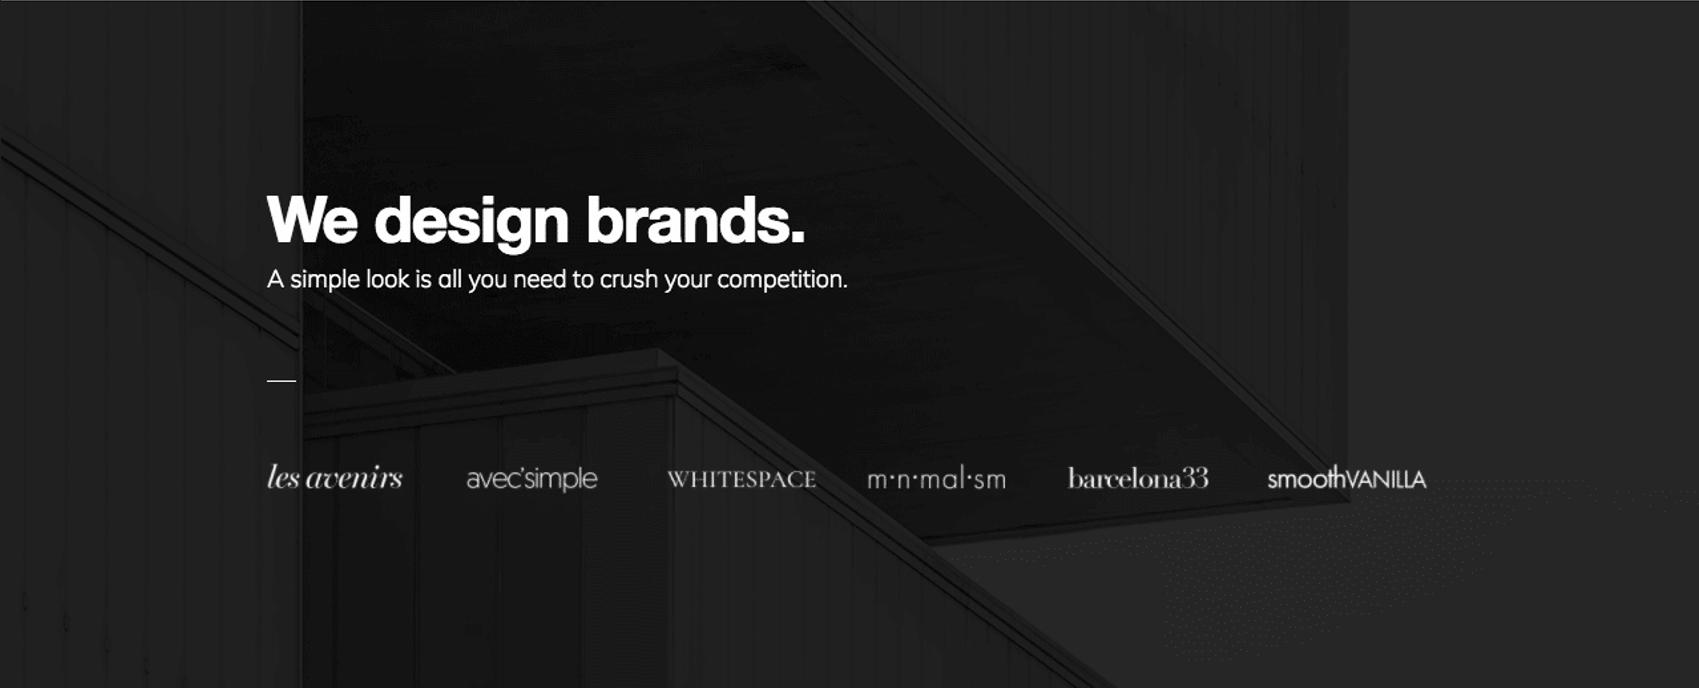 We design brands.
A simple look is all you need to crush your competition.
les avenirs avec'simple WHITESPACE m·n·mal·sm barcelona33 smoothVANILLA